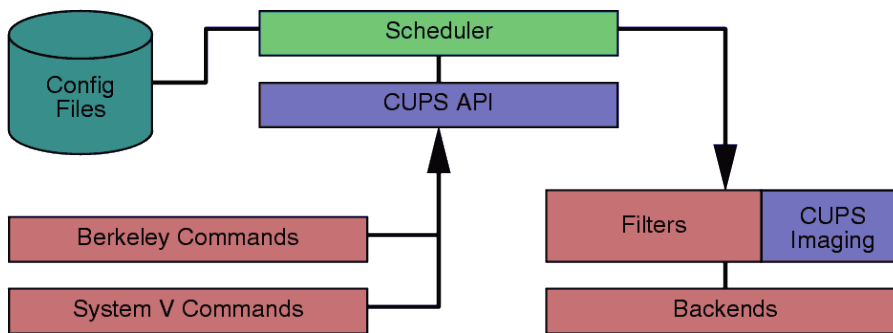 Scheduler
Config
Files
CUPS API
Berkeley Commands
Filters
CUPS
Imaging
System V Commands
Backends